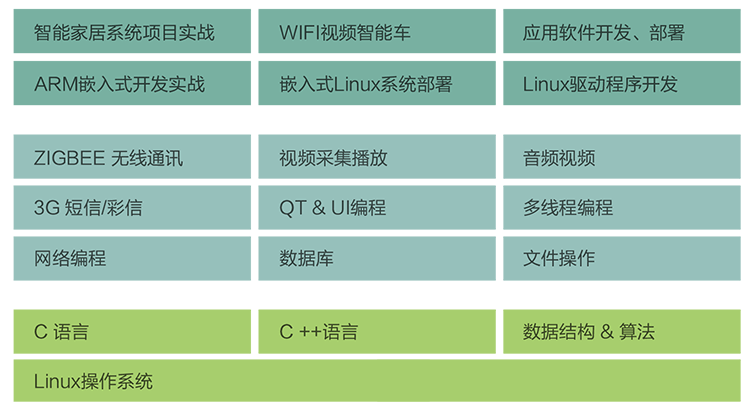 智能家居系统项目实战
WIFI视频智能车
应用软件开发、部署
ARM嵌入式开发实战
嵌入式Linux系统部署
Linux驱动程序开发
ZIGBEE 无线通讯
视频采集播放
音频视频
3G 短信/彩信
QT & UI编程
多线程编程
网络编程
数据库
文件操作
C 语言
C ++语言
数据结构 & 算法
Linux操作系统